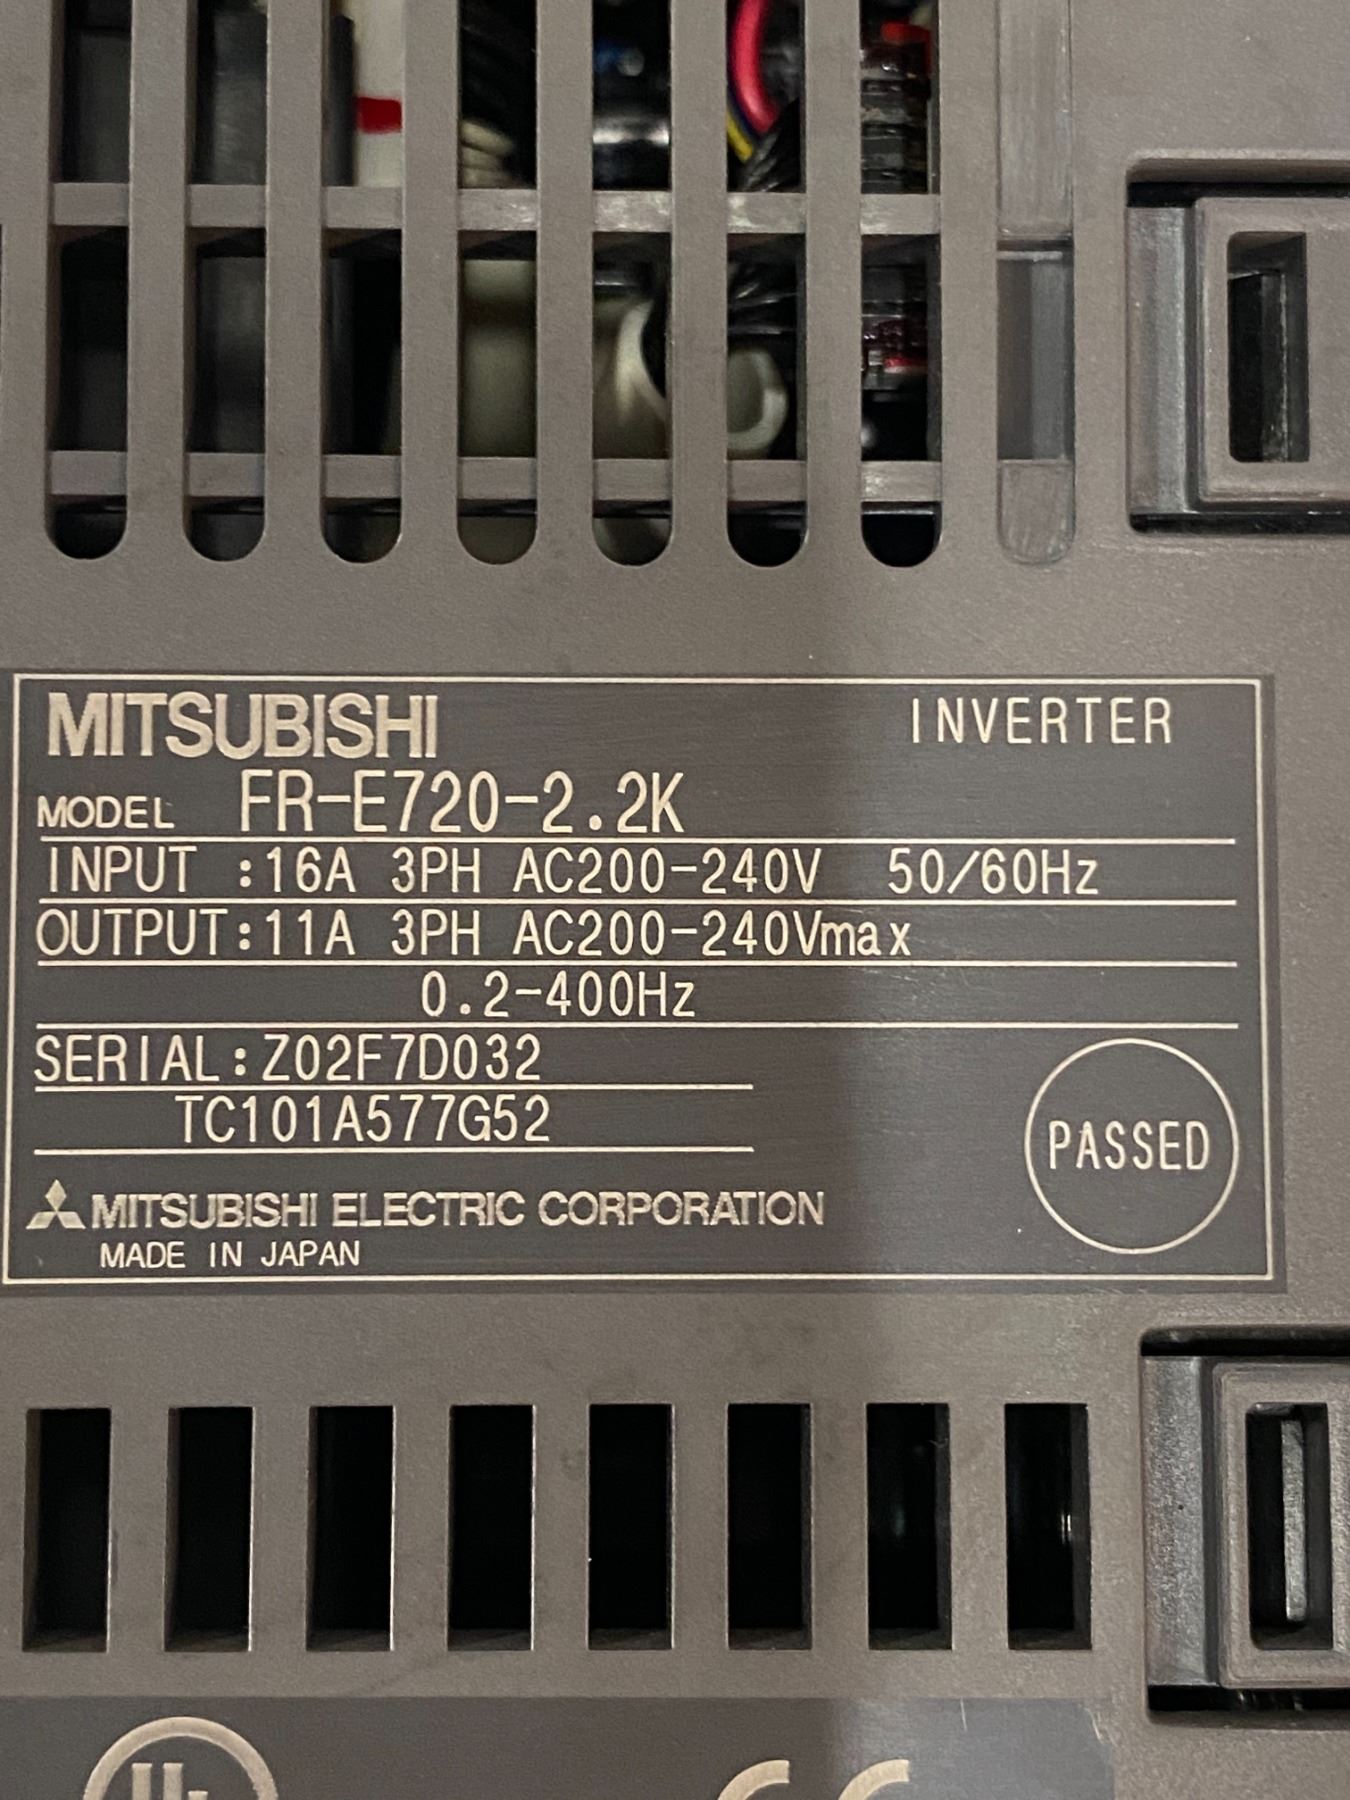 MITSUBISHI INVERTER
MODEL FR-E720-2.2K
INPUT :16A 3PH AC200-240V 50/60Hz
OUTPUT:11A 3PH AC200-240Vmax
0.2-400Hz
SERIAL:Z02F7D032
TC101A577G52
PASSED
MITSUBISHI ELECTRIC CORPORATION
MADE IN JAPAN